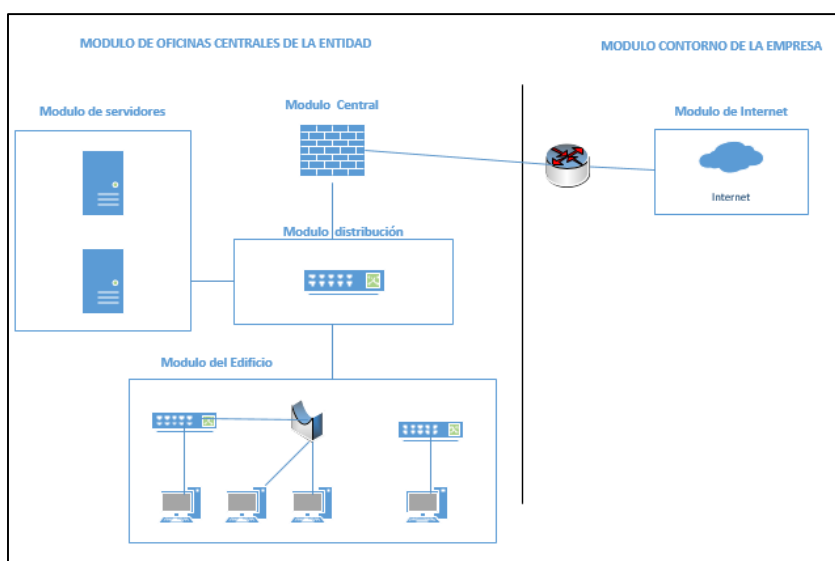 MODULO DE OFICINAS CENTRALES DE LA ENTIDAD
MODULO CONTORNO DE LA EMPRESA
Modulo de servidores
Modulo Central
Modulo de Internet
Internet
Modulo distribución
Modulo del Edificio